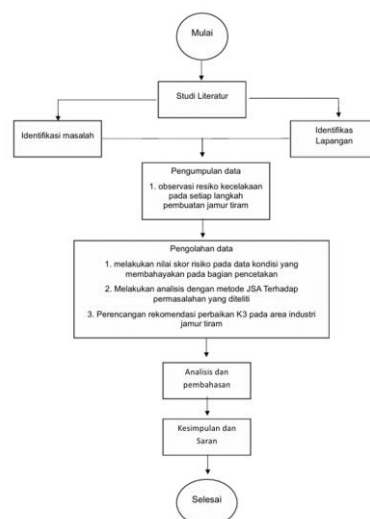 Mulai
Studi Literatur
Identifikasi masalah
Identifikas
Lapangan
Pengumpulan data
1. observasi resiko kecelakaan
pada setiap langkah
pembuatan jamur tiram
Pengolahan data
1. melakukan nilai skor risiko pada data kondisi yang
membahayakan pada bagian pencetakan
2. Melakukan analisis dengan metode JSA Terhadap
permasalahan yang diteliti
3. Perencangan rekomendasi perbaikan K3 pada area industri
jamur tiram
Analisis dan
pembahasan
Kesimpulan dan
Saran
Selesai